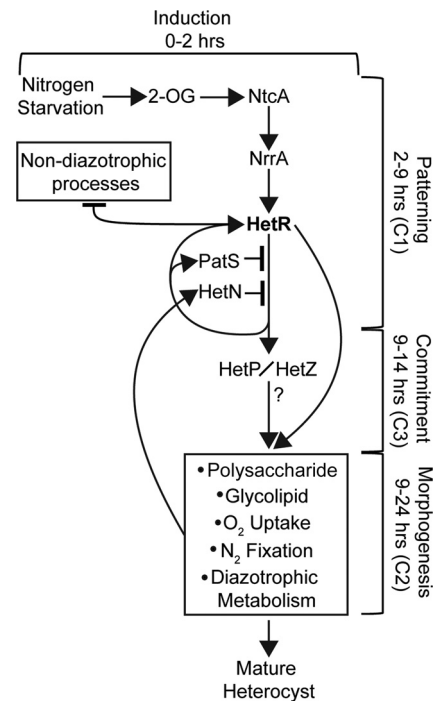 Induction
0-2 hrs
Nitrogen
Starvation
2-OG
NtcA
NrrA
Non-diazotrophic
processes
HetR
PatS
HetN
HetP/HetZ
?
•Polysaccharide
•Glycolipid
•O₂ Uptake
•N₂ Fixation
•Diazotrophic
Metabolism
Mature
Heterocyst
Patterning
2-9 hrs (C1)
Commitment
9-14 hrs (C3)
Morphogenesis
9-24 hrs (C2)